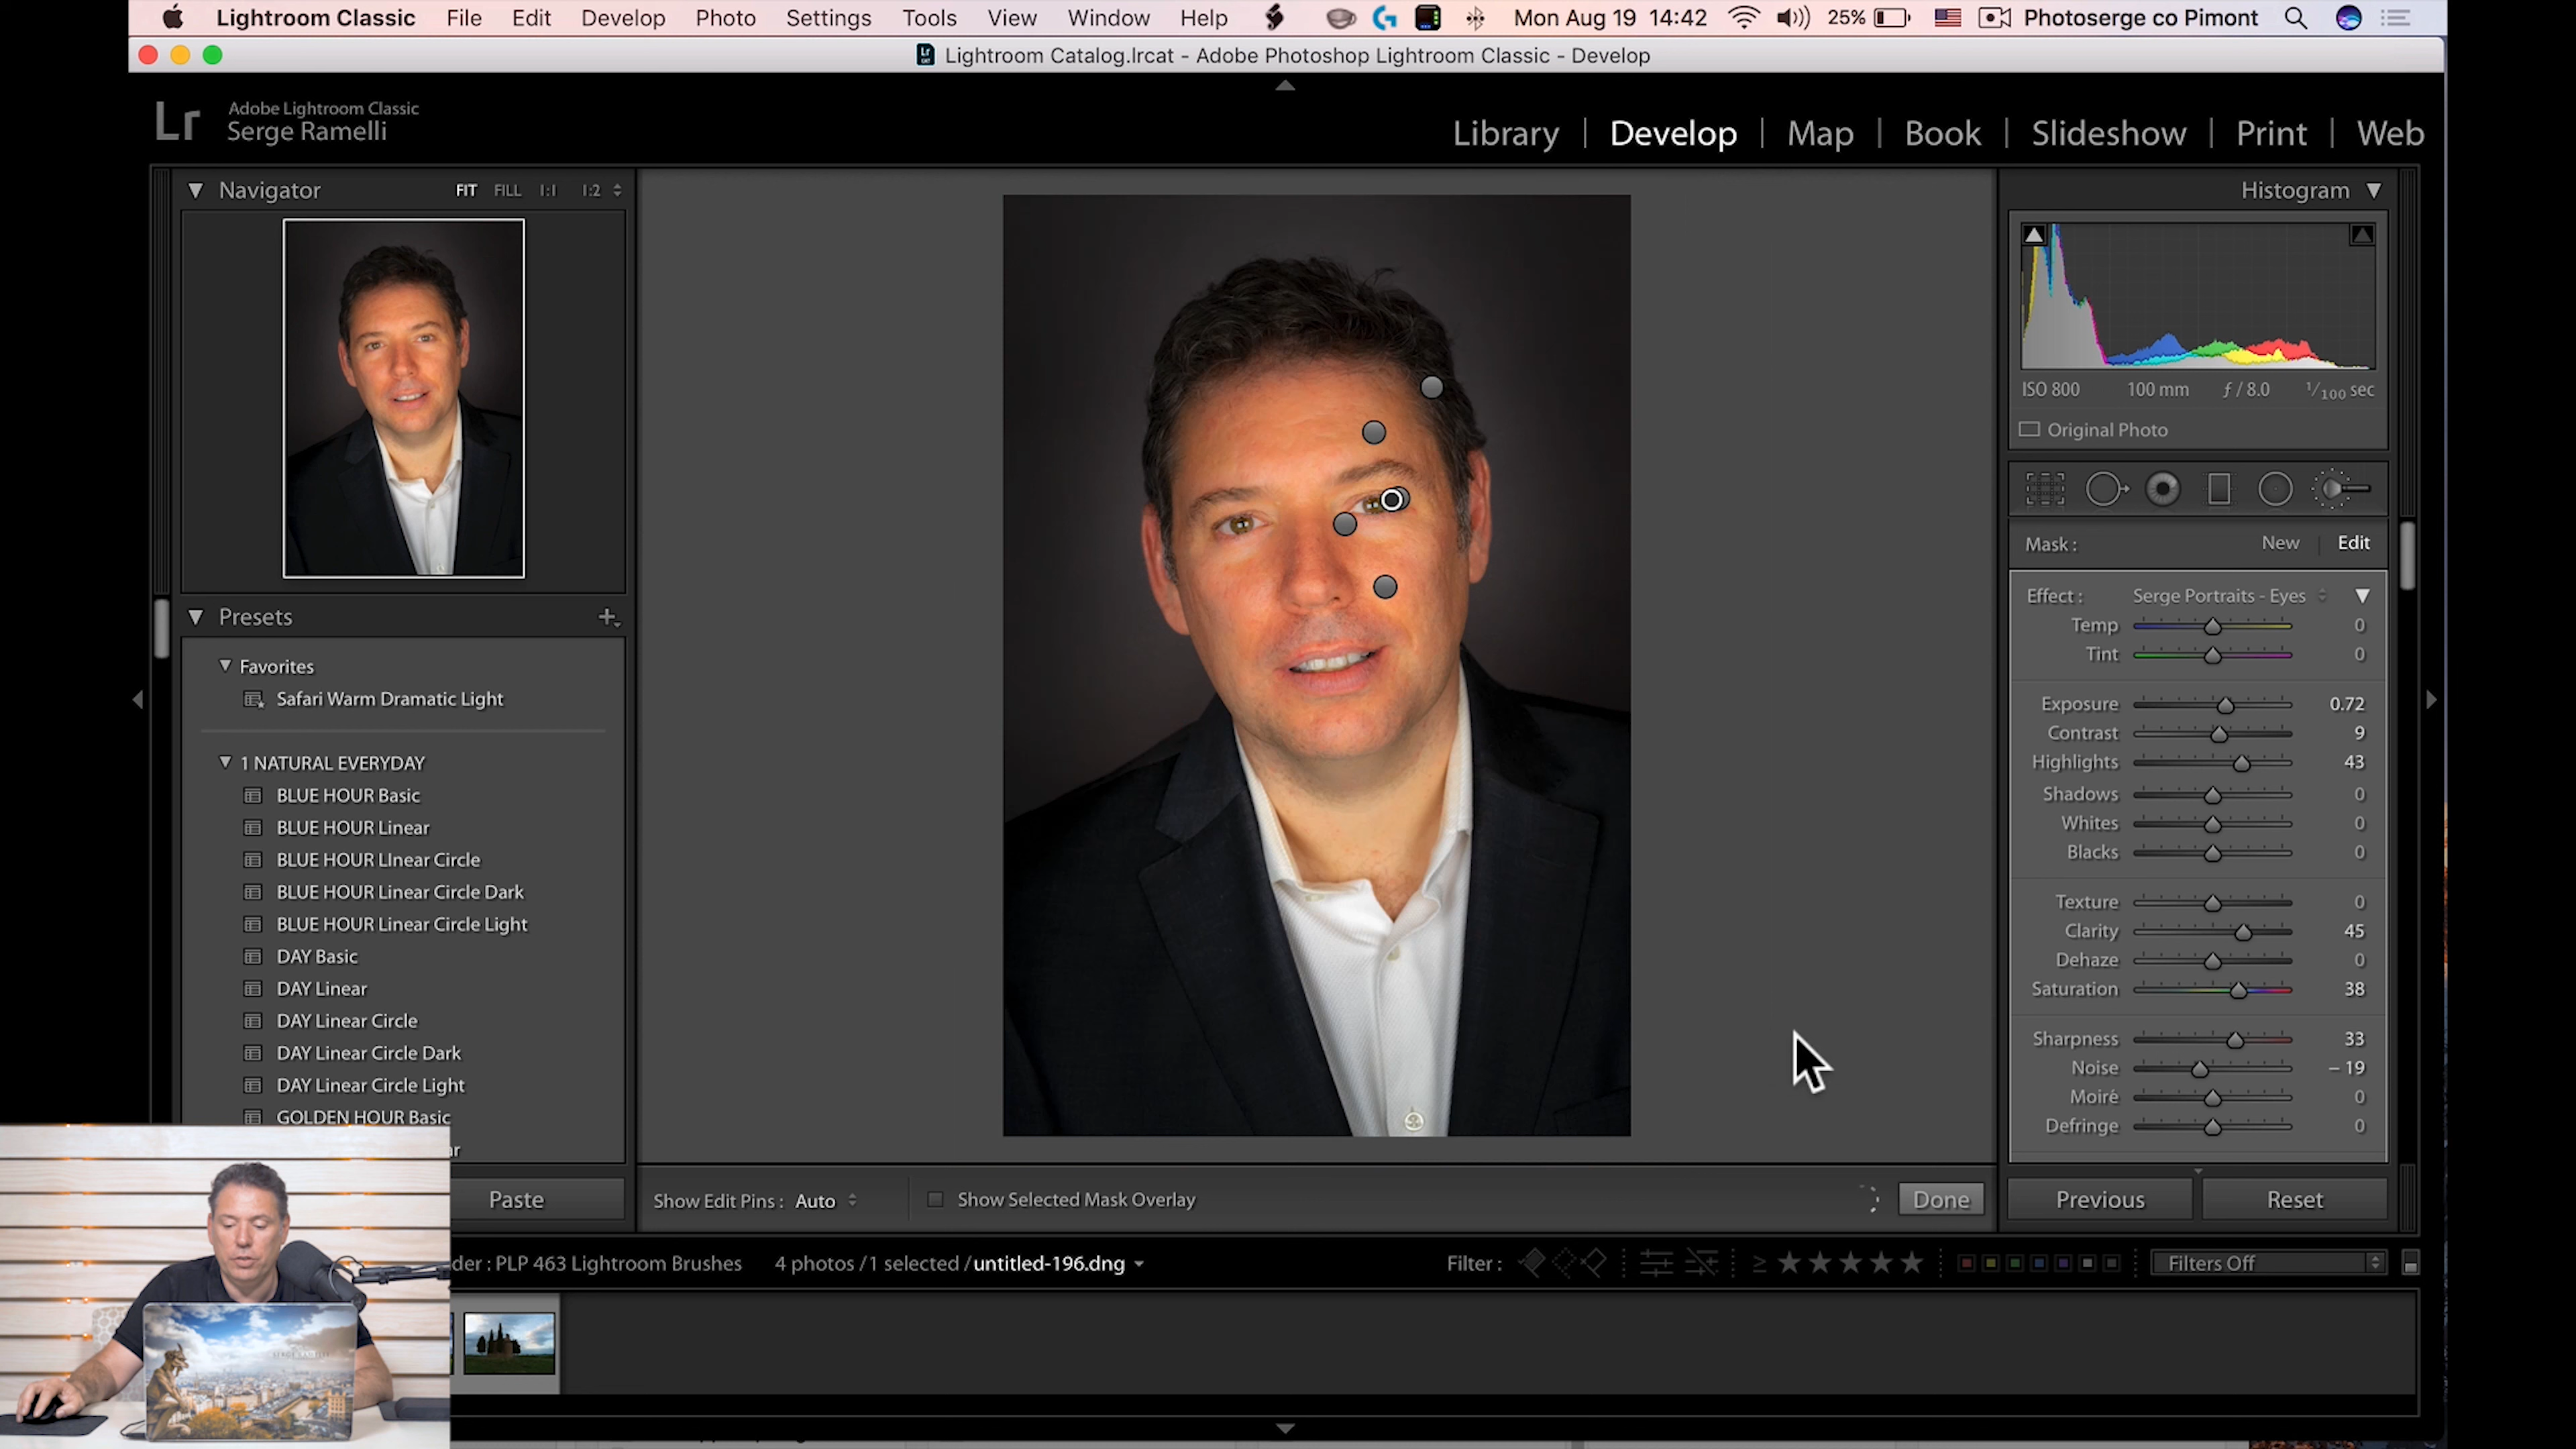 Lightroom Classic File Edit Develop Photo Settings Tools View Window Help Mon Aug 19 14:42 25% Photoserge co Pimont
Lightroom Catalog.lrcat - Adobe Photoshop Lightroom Classic - Develop
Lr Adobe Lightroom Classic
Serge Ramelli
Library | Develop | Map | Book | Slideshow | Print | Web
Navigator FIT FILL 1:1 1:2
Presets
Favorites
Safari Warm Dramatic Light
1 NATURAL EVERYDAY
BLUE HOUR Basic
BLUE HOUR Linear
BLUE HOUR LInear Circle
BLUE HOUR Linear Circle Dark
BLUE HOUR Linear Circle Light
DAY Basic
DAY Linear
DAY Linear Circle
DAY Linear Circle Dark
DAY Linear Circle Light
GOLDEN HOUR Basic
Paste
Show Edit Pins : Auto Show Selected Mask Overlay Done
Histogram
ISO 800 100 mm ƒ / 8.0 1/100 sec
Original Photo
Mask : New Edit
Effect : Serge Portraits - Eyes
Temp 0
Tint 0
Exposure 0.72
Contrast 9
Highlights 43
Shadows 0
Whites 0
Blacks 0
Texture 0
Clarity 45
Dehaze 0
Saturation 38
Sharpness 33
Noise – 19
Moiré 0
Defringe 0
Previous Reset
der : PLP 463 Lightroom Brushes 4 photos / 1 selected / untitled-196.dng Filter : ≥ ★★★★★ Filters Off